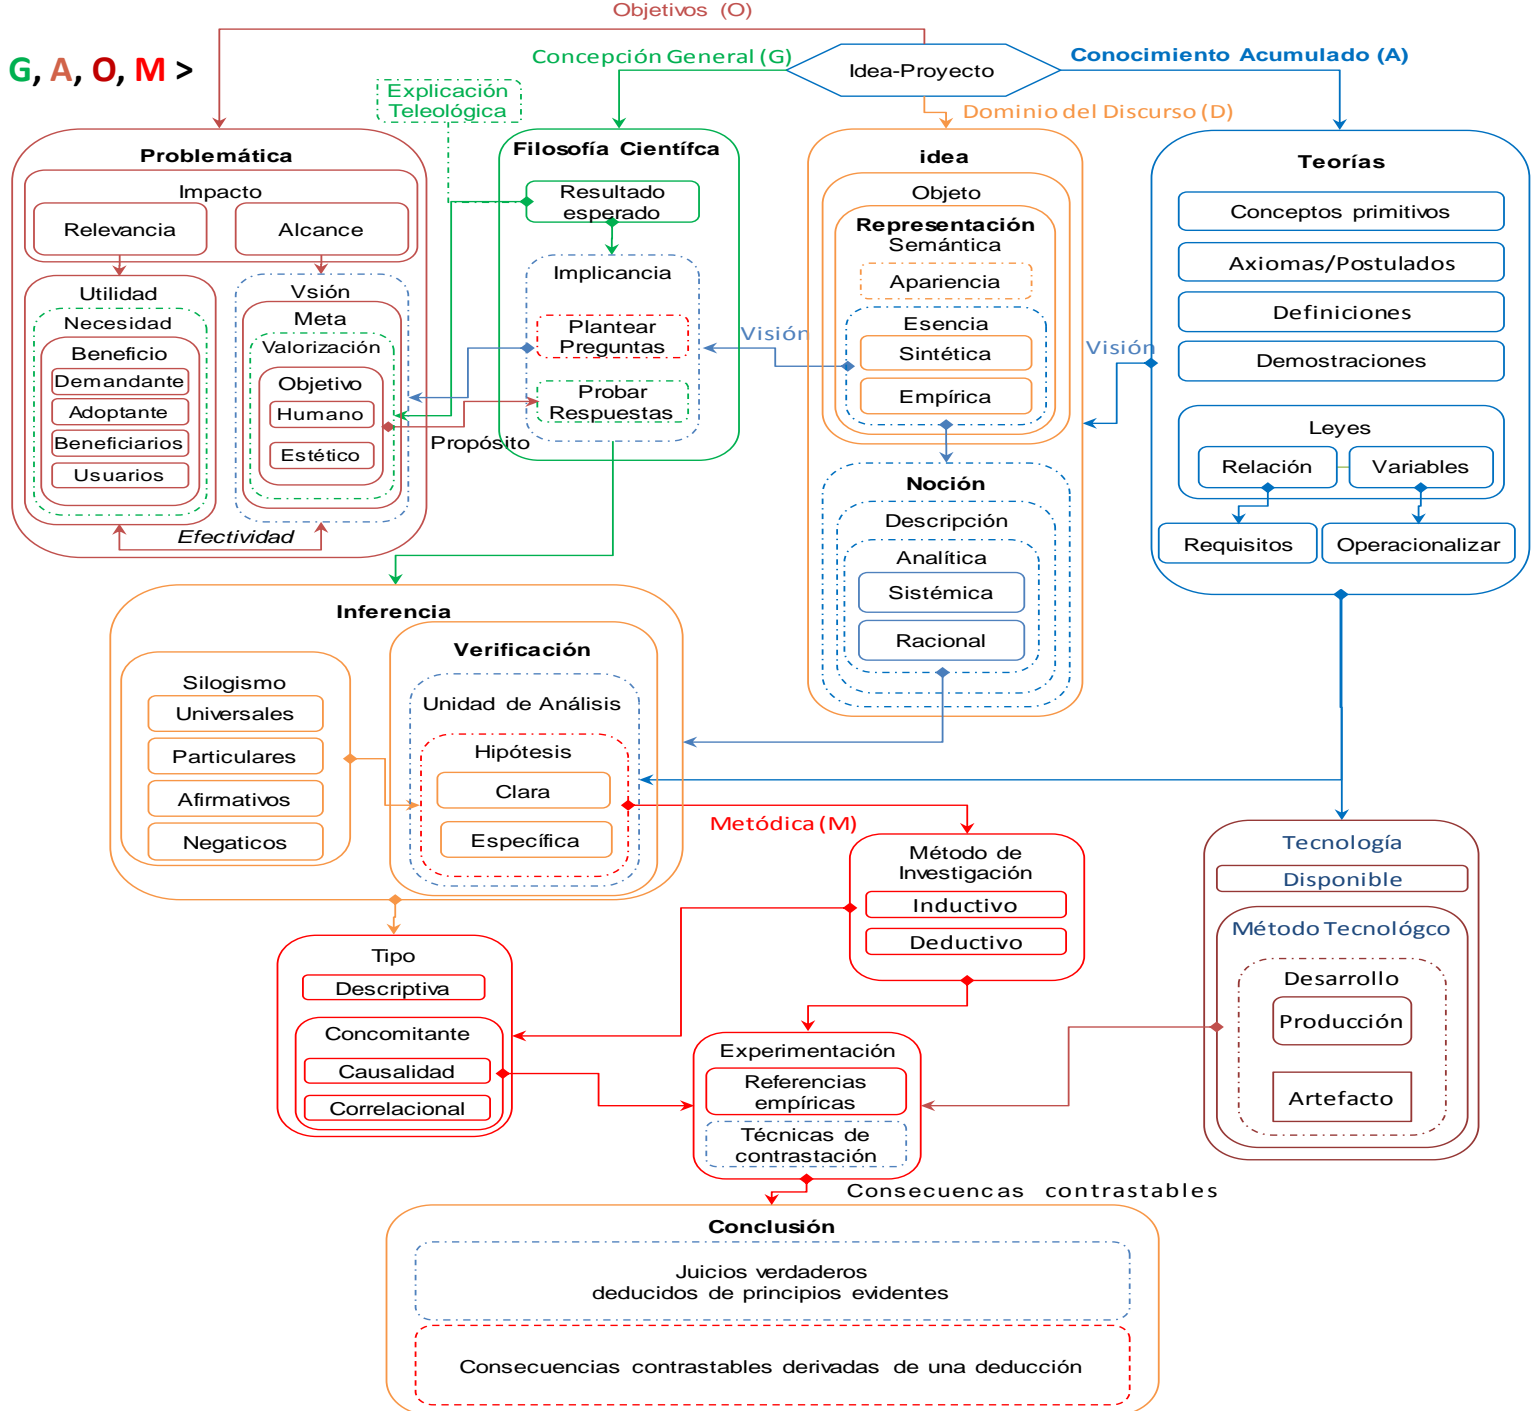 Objetivos (O)
G, A, O, M >
Concepción General (G)
Idea-Proyecto
Conocimiento Acumulado (A)
Explicación
Teleológica
Dominio del Discurso (D)
Problemática
Impacto
Relevancia
Alcance
Utilidad
Necesidad
Beneficio
Demandante
Adoptante
Beneficiarios
Usuarios
Vsión
Meta
Valorización
Objetivo
Humano
Estético
Efectividad
Propósito
Filosofía Científca
Resultado
esperado
Implicancia
Plantear
Preguntas
Probar
Respuestas
Visión
idea
Objeto
Representación
Semántica
Apariencia
Esencia
Sintética
Empírica
Noción
Descripción
Analítica
Sistémica
Racional
Visión
Teorías
Conceptos primitivos
Axiomas/Postulados
Definiciones
Demostraciones
Leyes
Relación
Variables
Requisitos
Operacionalizar
Inferencia
Silogismo
Universales
Particulares
Afirmativos
Negaticos
Verificación
Unidad de Análisis
Hipótesis
Clara
Específica
Metódica (M)
Método de
Investigación
Inductivo
Deductivo
Tecnología
Disponible
Método Tecnológco
Desarrollo
Producción
Artefacto
Tipo
Descriptiva
Concomitante
Causalidad
Correlacional
Experimentación
Referencias
empíricas
Técnicas de
contrastación
Consecuencas contrastables
Conclusión
Juicios verdaderos
deducidos de principios evidentes
Consecuencias contrastables derivadas de una deducción